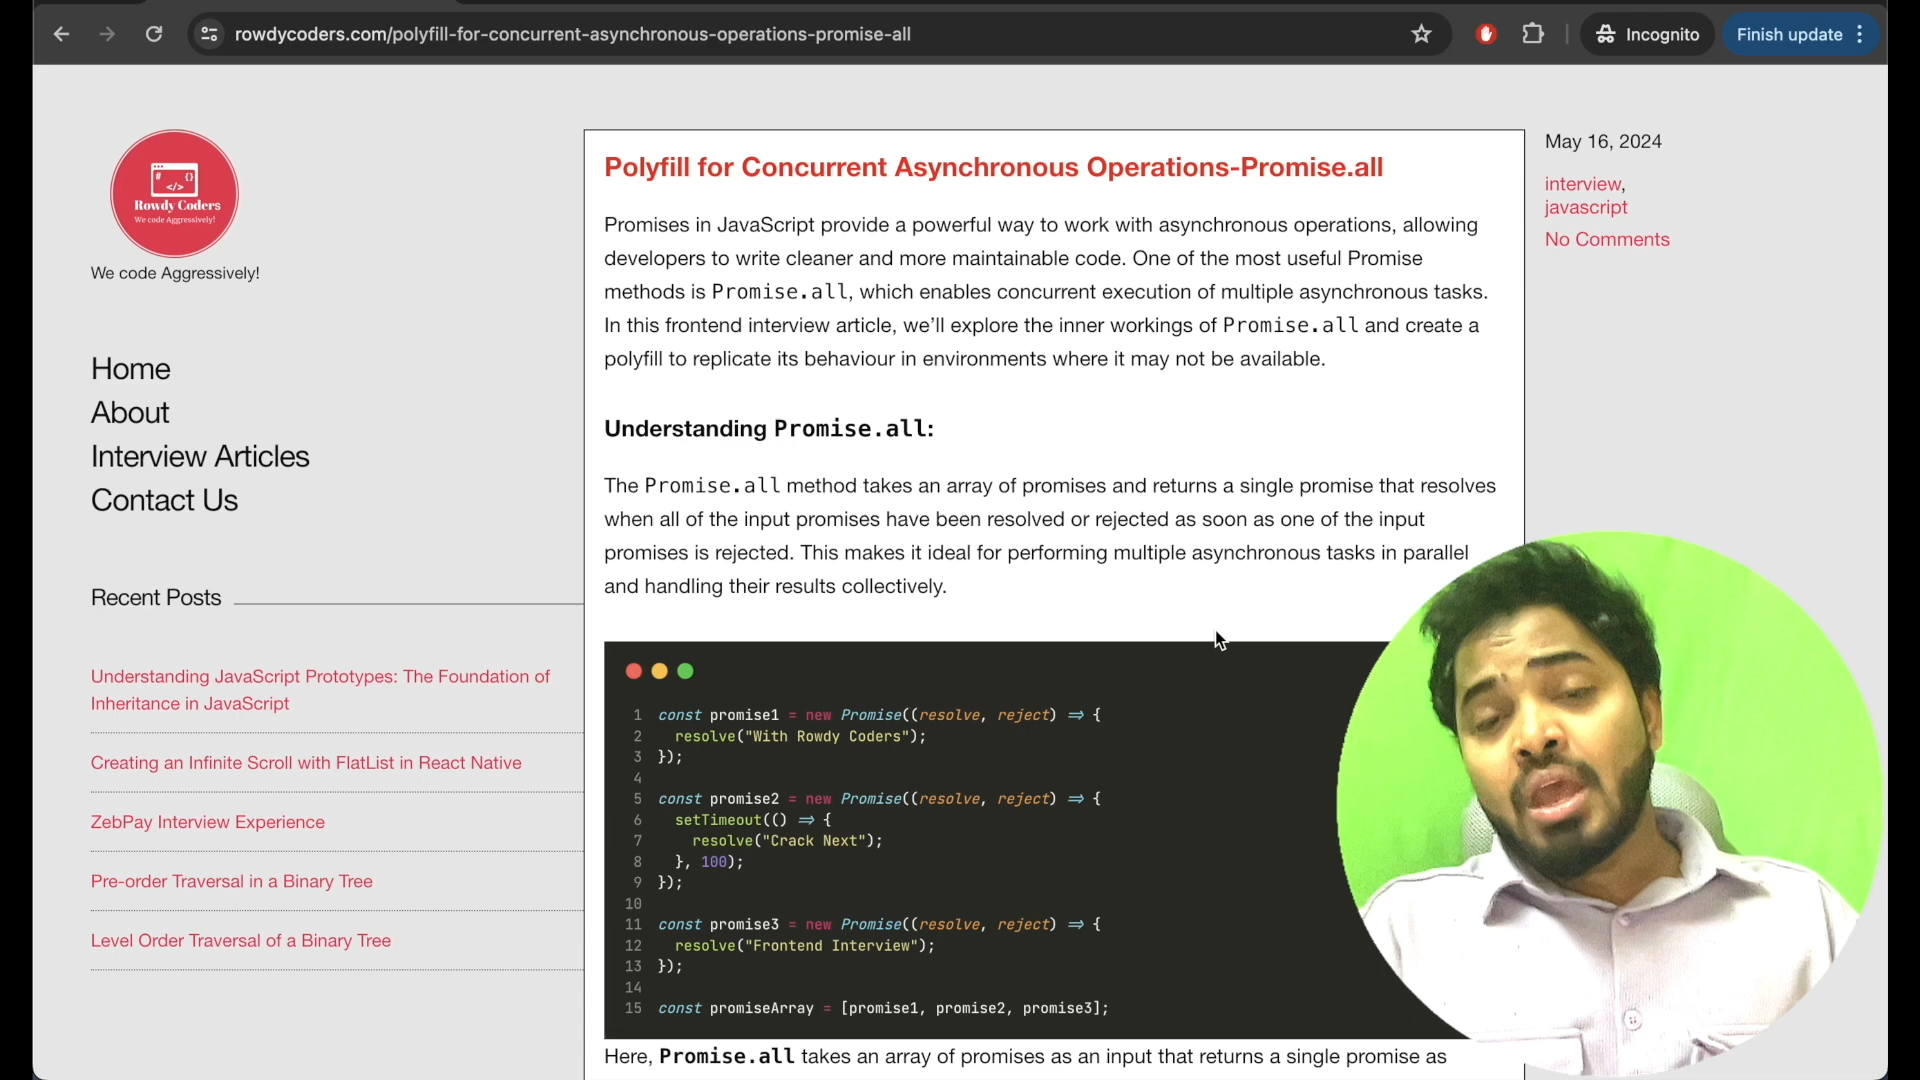 rowdycoders.com/polyfill-for-concurrent-asynchronous-operations-promise-all
Incognito
Finish update
# {}
</>
Rowdy Coders
We code Aggressively!
We code Aggressively!
Home
About
Interview Articles
Contact Us
Recent Posts
Understanding JavaScript Prototypes: The Foundation of
Inheritance in JavaScript
Creating an Infinite Scroll with FlatList in React Native
ZebPay Interview Experience
Pre-order Traversal in a Binary Tree
Level Order Traversal of a Binary Tree
Polyfill for Concurrent Asynchronous Operations-Promise.all
Promises in JavaScript provide a powerful way to work with asynchronous operations, allowing
developers to write cleaner and more maintainable code. One of the most useful Promise
methods is Promise.all, which enables concurrent execution of multiple asynchronous tasks.
In this frontend interview article, we’ll explore the inner workings of Promise.all and create a
polyfill to replicate its behaviour in environments where it may not be available.
Understanding Promise.all:
The Promise.all method takes an array of promises and returns a single promise that resolves
when all of the input promises have been resolved or rejected as soon as one of the input
promises is rejected. This makes it ideal for performing multiple asynchronous tasks in parallel
and handling their results collectively.
1 const promise1 = new Promise((resolve, reject) => {
2 resolve("With Rowdy Coders");
3 });
4
5 const promise2 = new Promise((resolve, reject) => {
6 setTimeout(() => {
7 resolve("Crack Next");
8 }, 100);
9 });
10
11 const promise3 = new Promise((resolve, reject) => {
12 resolve("Frontend Interview");
13 });
14
15 const promiseArray = [promise1, promise2, promise3];
Here, Promise.all takes an array of promises as an input that returns a single promise as
May 16, 2024
interview,
javascript
No Comments